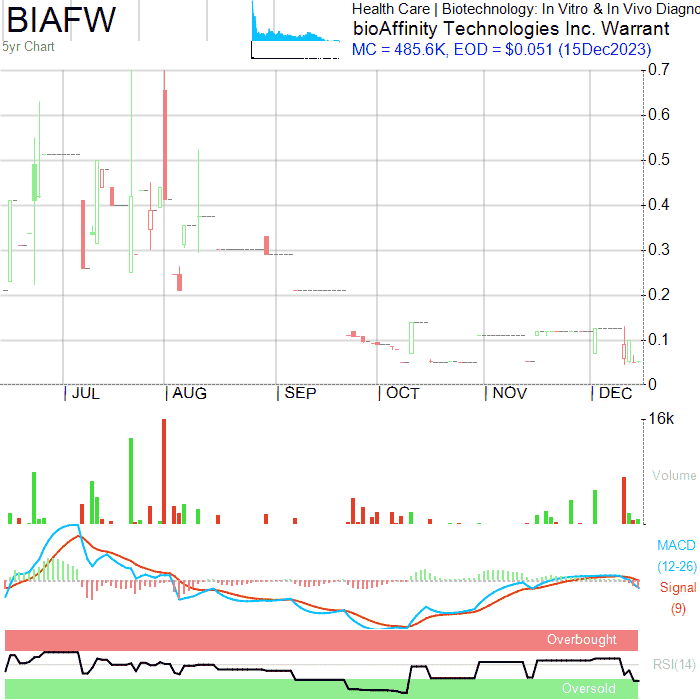 BIAFW
5yr Chart
Health Care | Biotechnology: In Vitro & In Vivo Diagno
bioAffinity Technologies Inc. Warrant
MC = 485.6K, EOD = $0.051 (15Dec2023)
0.7
0.6
0.5
0.4
0.3
0.2
0.1
0
| JUL | AUG | SEP | OCT | NOV | DEC
16k
Volume
MACD
(12-26)
Signal
(9)
Overbought
RSI(14)
Oversold